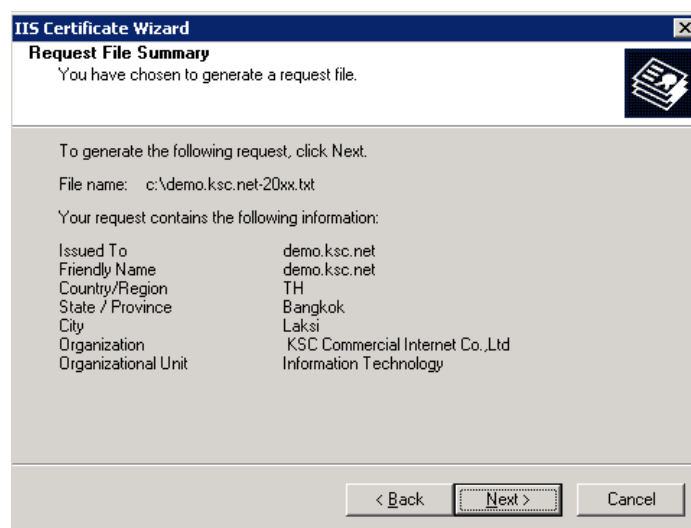 IIS Certificate Wizard
Request File Summary
You have chosen to generate a request file.
To generate the following request, click Next.
File name: c:\demo.ksc.net-20xx.txt
Your request contains the following information:
Issued To demo.ksc.net
Friendly Name demo.ksc.net
Country/Region TH
State / Province Bangkok
City Laksi
Organization KSC Commercial Internet Co.,Ltd
Organizational Unit Information Technology
< Back Next > Cancel